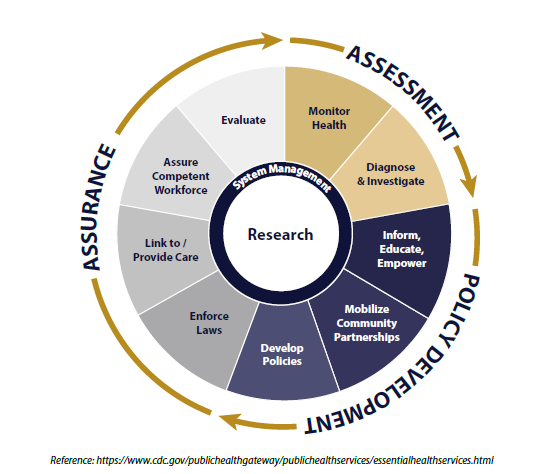 ASSESSMENT
Monitor
Health
Diagnose
& Investigate
POLICY DEVELOPMENT
Inform,
Educate,
Empower
Mobilize
Community
Partnerships
Develop
Policies
ASSURANCE
Enforce
Laws
Link to /
Provide Care
Assure
Competent
Workforce
Evaluate
System Management
Research
Reference: https://www.cdc.gov/publichealthgateway/publichealthservices/essentialhealthservices.html